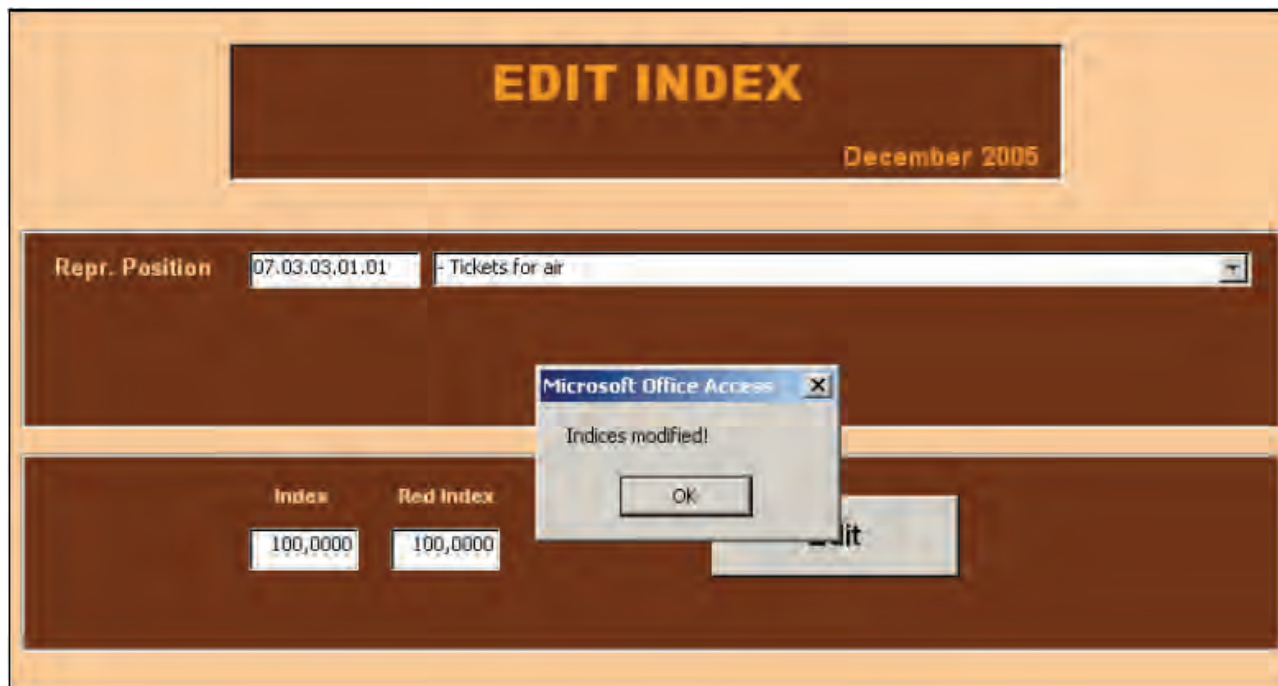 EDIT INDEX
December 2005
Repr. Position 07.03.03.01.01 - Tickets for air
Microsoft Office Access
Indices modified!
OK
Index Red Index
100,0000 100,0000